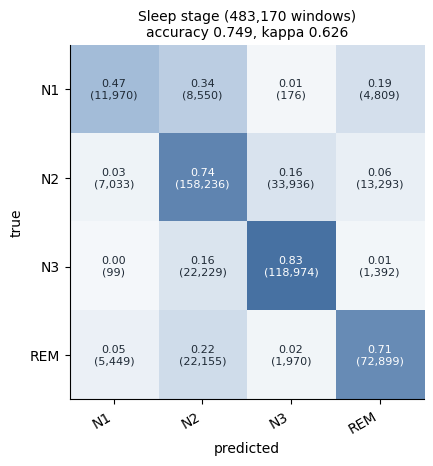 Sleep stage (483,170 windows)
accuracy 0.749, kappa 0.626
true
N1
0.47
(11,970)
0.34
(8,550)
0.01
(176)
0.19
(4,809)
N2
0.03
(7,033)
0.74
(158,236)
0.16
(33,936)
0.06
(13,293)
N3
0.00
(99)
0.16
(22,229)
0.83
(118,974)
0.01
(1,392)
REM
0.05
(5,449)
0.22
(22,155)
0.02
(1,970)
0.71
(72,899)
N1
N2
N3
REM
predicted